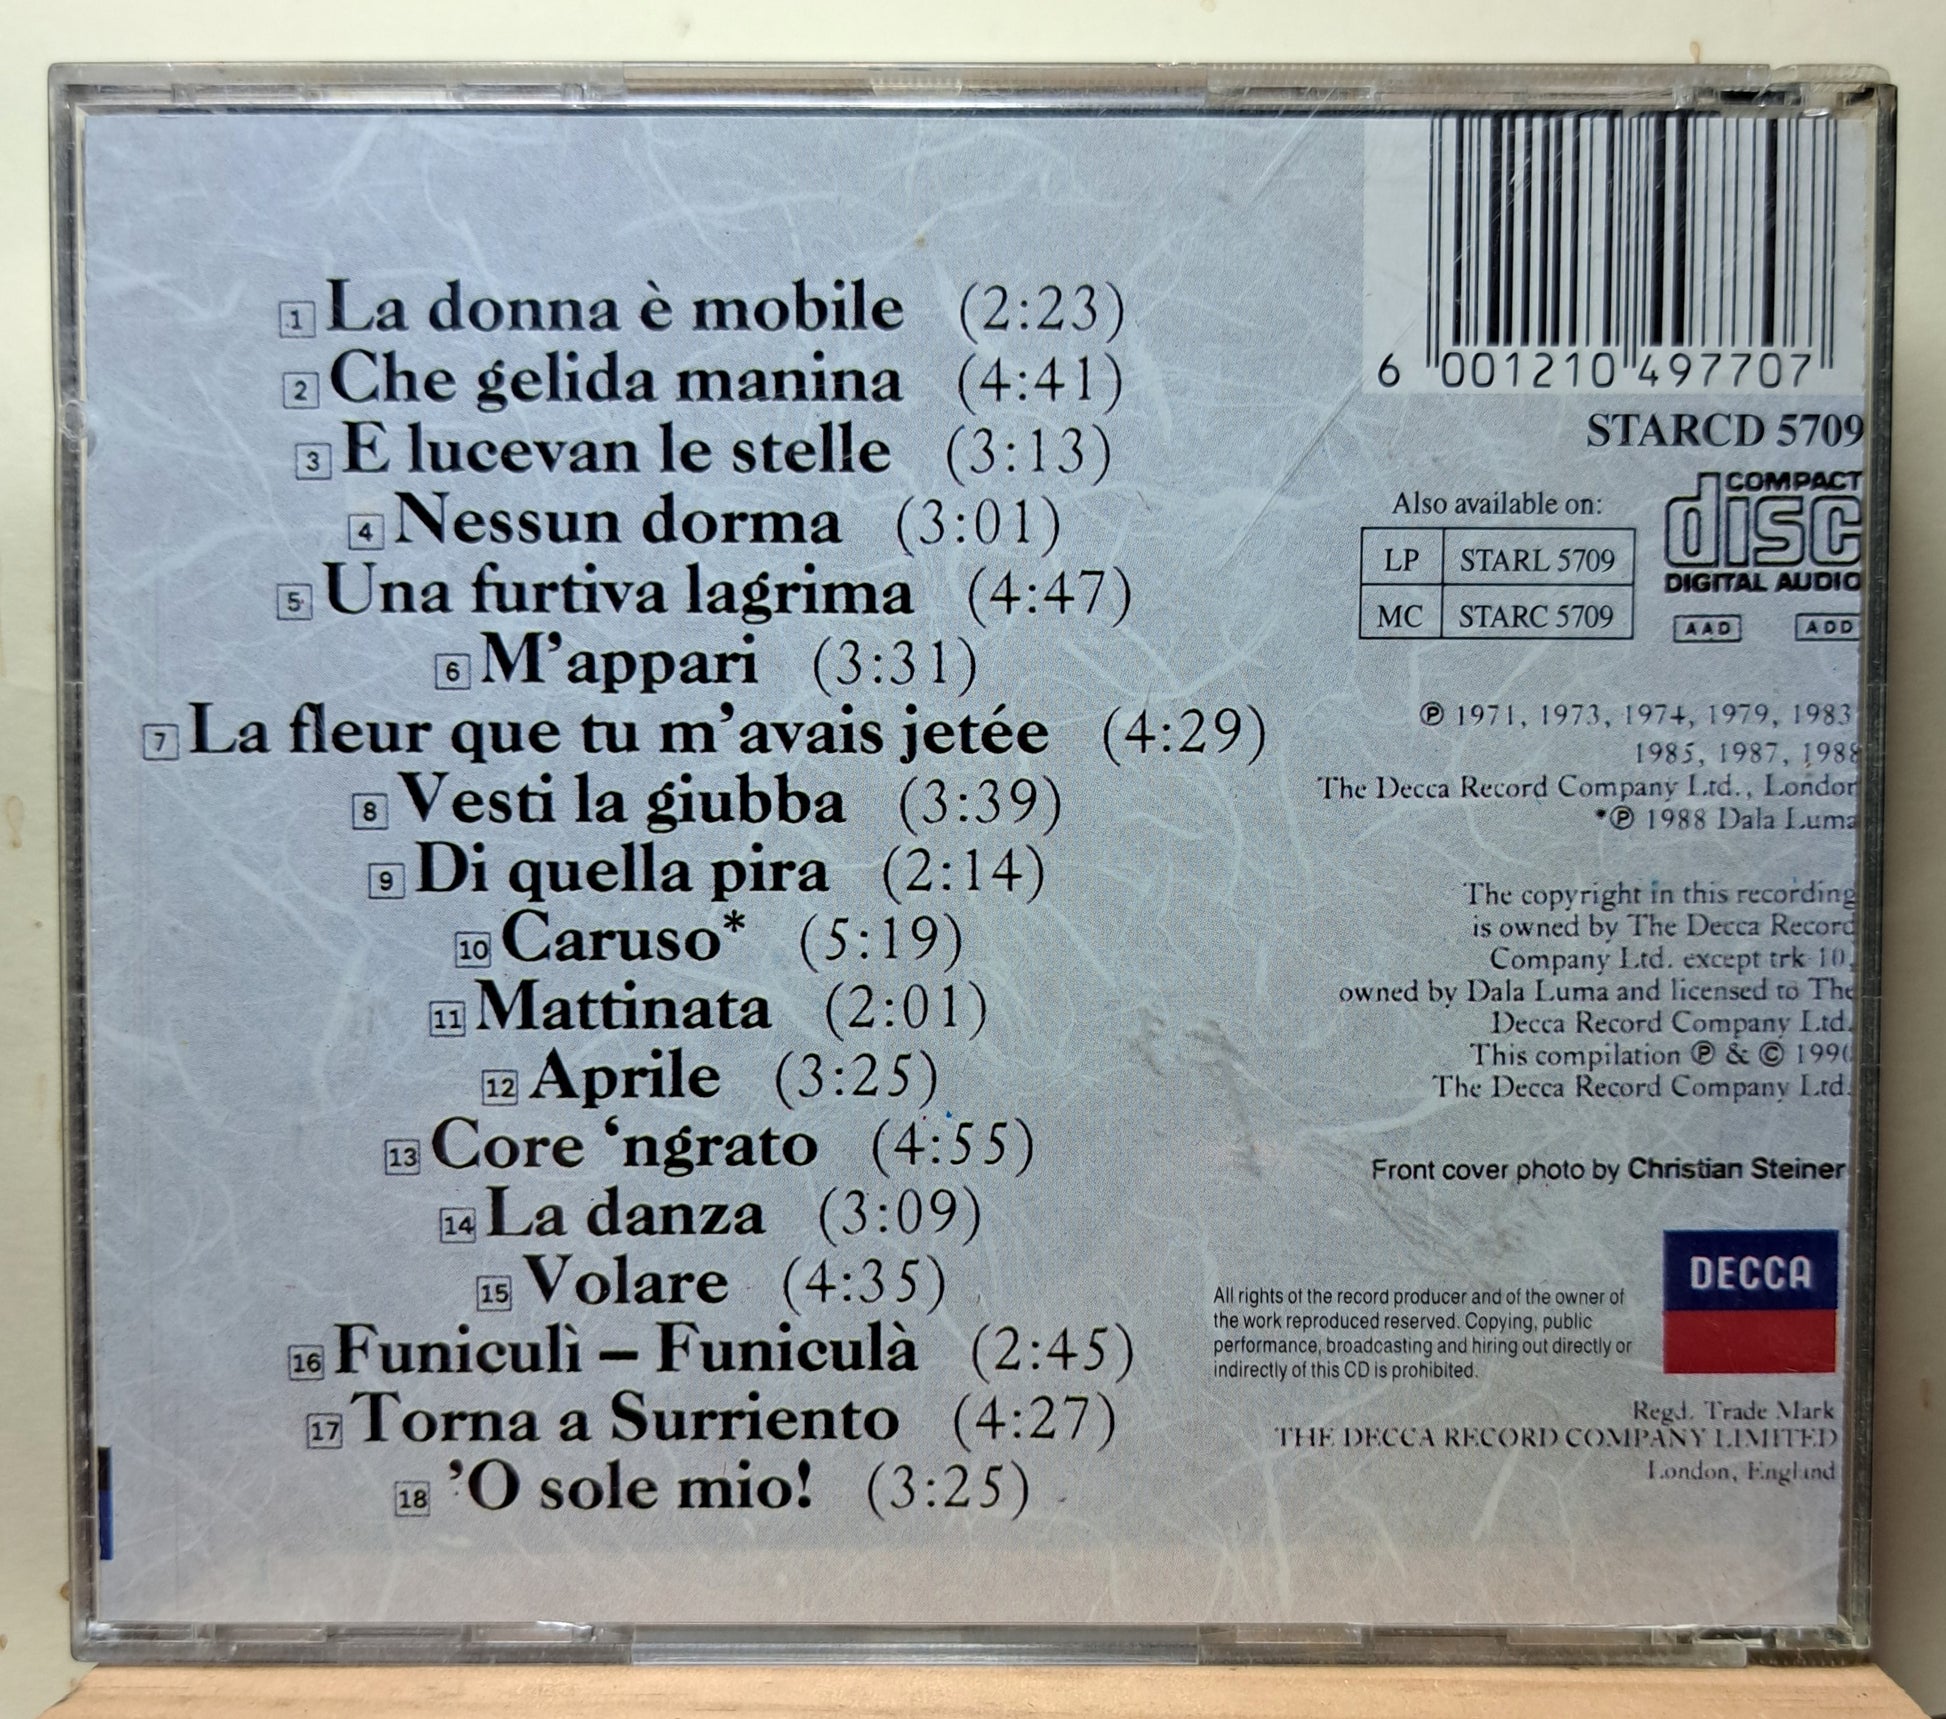 1 La donna è mobile (2:23)
2 Che gelida manina (4:41)
3 E lucevan le stelle (3:13)
4 Nessun dorma (3:01)
5 Una furtiva lagrima (4:47)
6 M’appari (3:31)
7 La fleur que tu m’avais jetée (4:29)
8 Vesti la giubba (3:39)
9 Di quella pira (2:14)
10 Caruso* (5:19)
11 Mattinata (2:01)
12 Aprile (3:25)
13 Core ‘ngrato (4:55)
14 La danza (3:09)
15 Volare (4:35)
16 Funiculì – Funiculà (2:45)
17 Torna a Surriento (4:27)
18 ’O sole mio! (3:25)
6 001210 497707
STARCD 5709
COMPACT
disc
DIGITAL AUDIO
AAD ADD
Also available on:
LP STARL 5709
MC STARC 5709
℗ 1971, 1973, 1974, 1979, 1983
1985, 1987, 1988
The Decca Record Company Ltd., London
*℗ 1988 Dala Luma
The copyright in this recording
is owned by The Decca Record
Company Ltd. except trk 10,
owned by Dala Luma and licensed to The
Decca Record Company Ltd.
This compilation ℗ & © 1990
The Decca Record Company Ltd.
Front cover photo by Christian Steiner
DECCA
All rights of the record producer and of the owner of
the work reproduced reserved. Copying, public
performance, broadcasting and hiring out directly or
indirectly of this CD is prohibited.
Regd. Trade Mark
THE DECCA RECORD COMPANY LIMITED
London, England